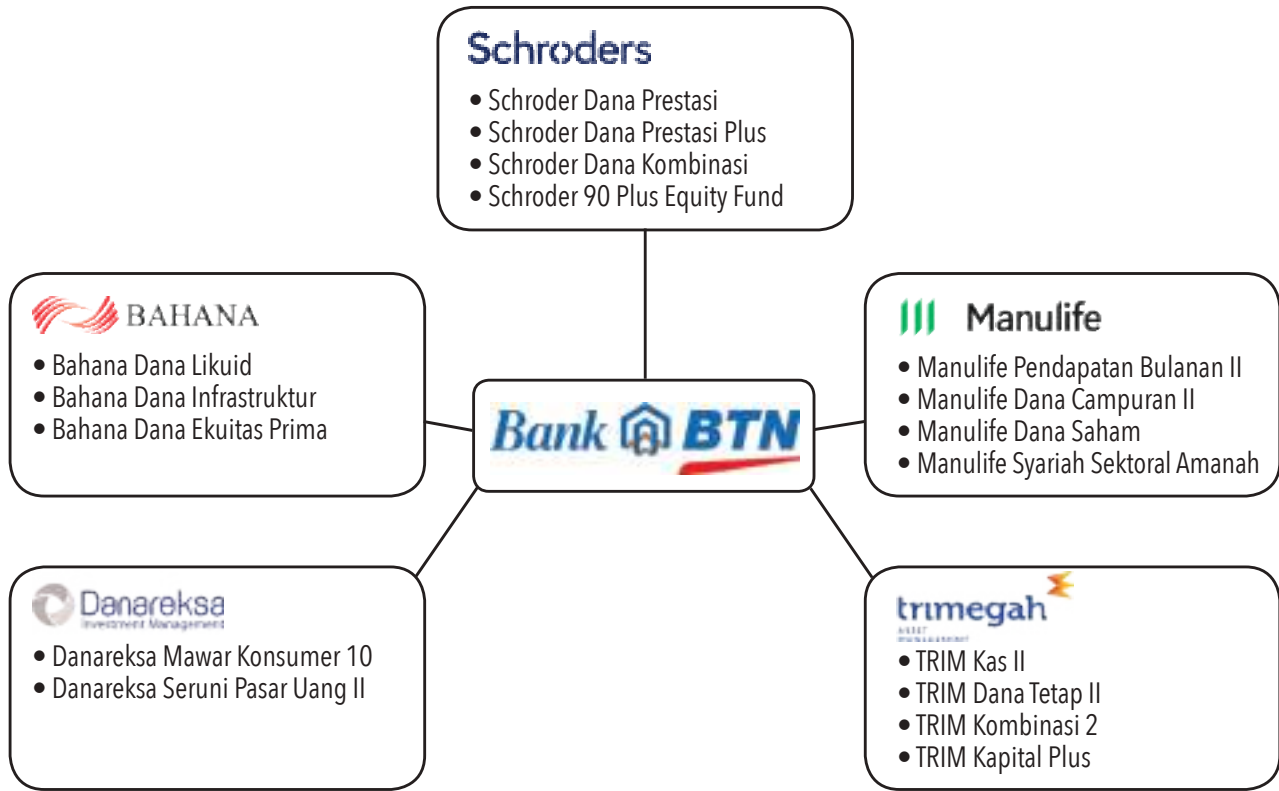 Schroders
• Schroder Dana Prestasi
• Schroder Dana Prestasi Plus
• Schroder Dana Kombinasi
• Schroder 90 Plus Equity Fund
BAHANA
• Bahana Dana Likuid
• Bahana Dana Infrastruktur
• Bahana Dana Ekuitas Prima
Manulife
• Manulife Pendapatan Bulanan II
• Manulife Dana Campuran II
• Manulife Dana Saham
• Manulife Syariah Sektoral Amanah
Bank BTN
Danareksa
Investment Management
• Danareksa Mawar Konsumer 10
• Danareksa Seruni Pasar Uang II
trimegah
ASSET
MANAGEMENT
• TRIM Kas II
• TRIM Dana Tetap II
• TRIM Kombinasi 2
• TRIM Kapital Plus